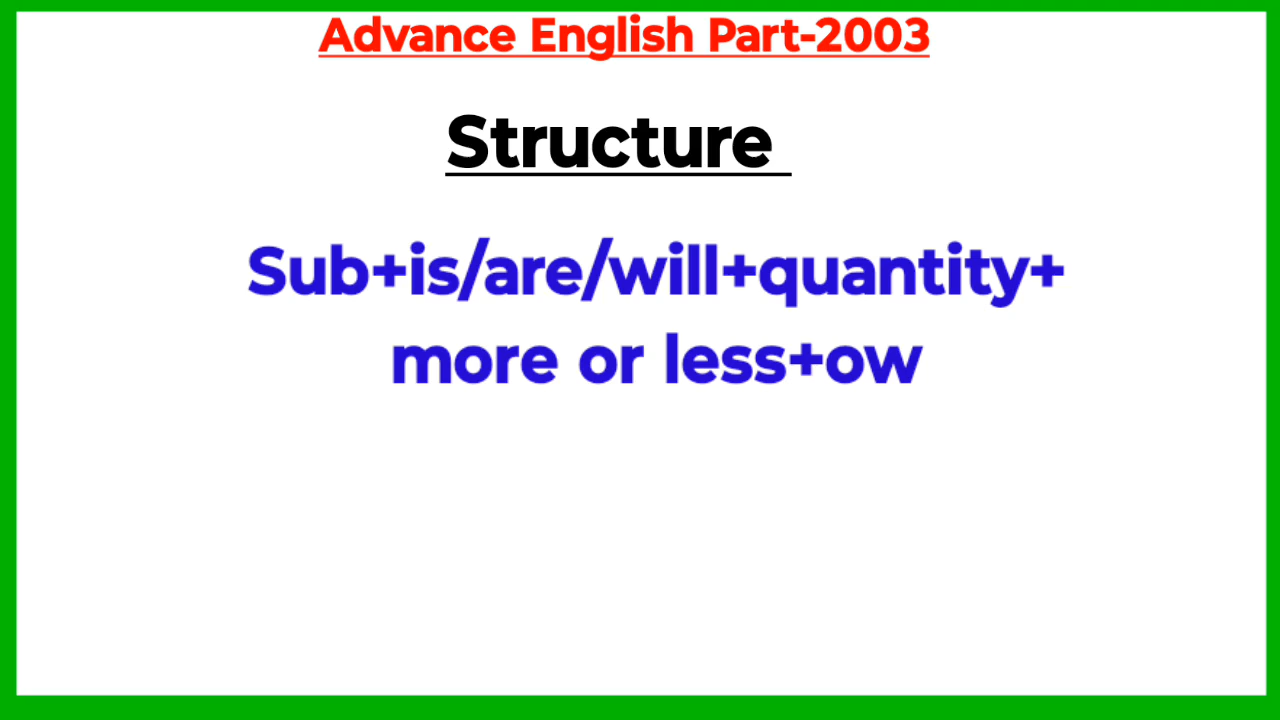 Advance English Part-2003
Structure
Sub+is/are/will+quantity+
more or less+ow